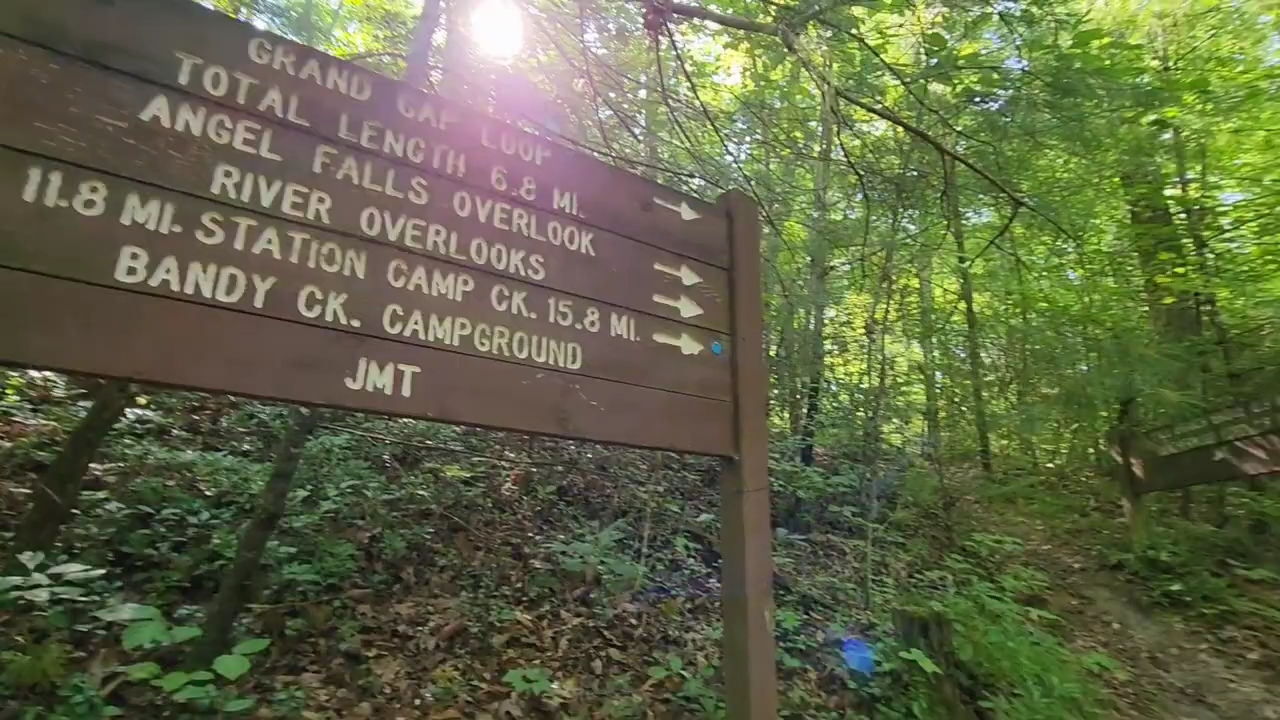 GRAND GAP LOOP
TOTAL LENGTH 6.8 MI.
ANGEL FALLS OVERLOOK
RIVER OVERLOOKS
11.8 MI. STATION CAMP CK. 15.8 MI.
BANDY CK. CAMPGROUND
JMT